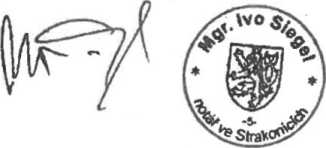 Mgr. Ivo Siegel
-5-
notář ve Strakonicích